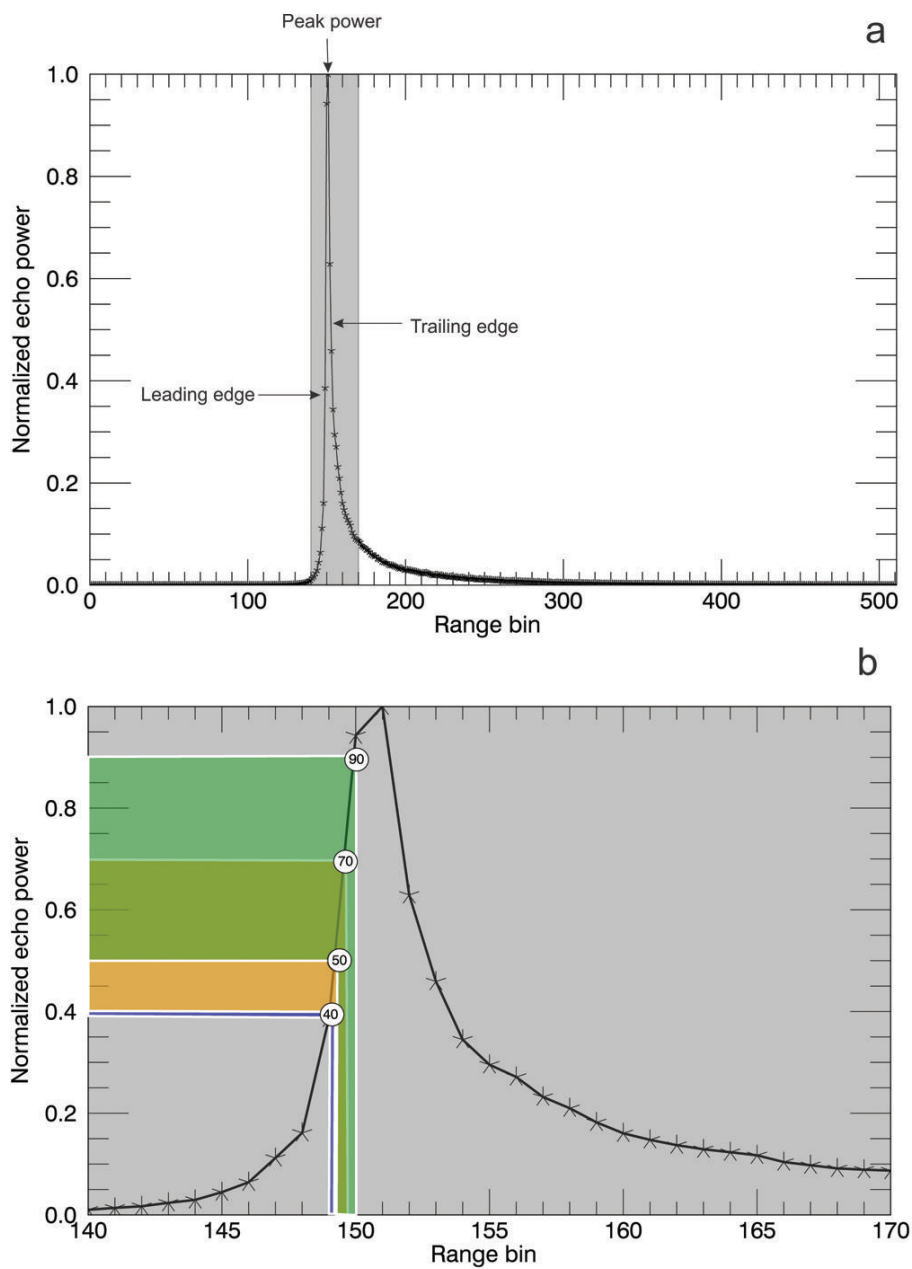 Peak power
a
1.0
0.8
0.6
0.4
0.2
0.0
Normalized echo power
Trailing edge
Leading edge
0 100 200 300 400 500
Range bin
b
1.0
0.8
0.6
0.4
0.2
0.0
Normalized echo power
90
70
50
40
140 145 150 155 160 165 170
Range bin